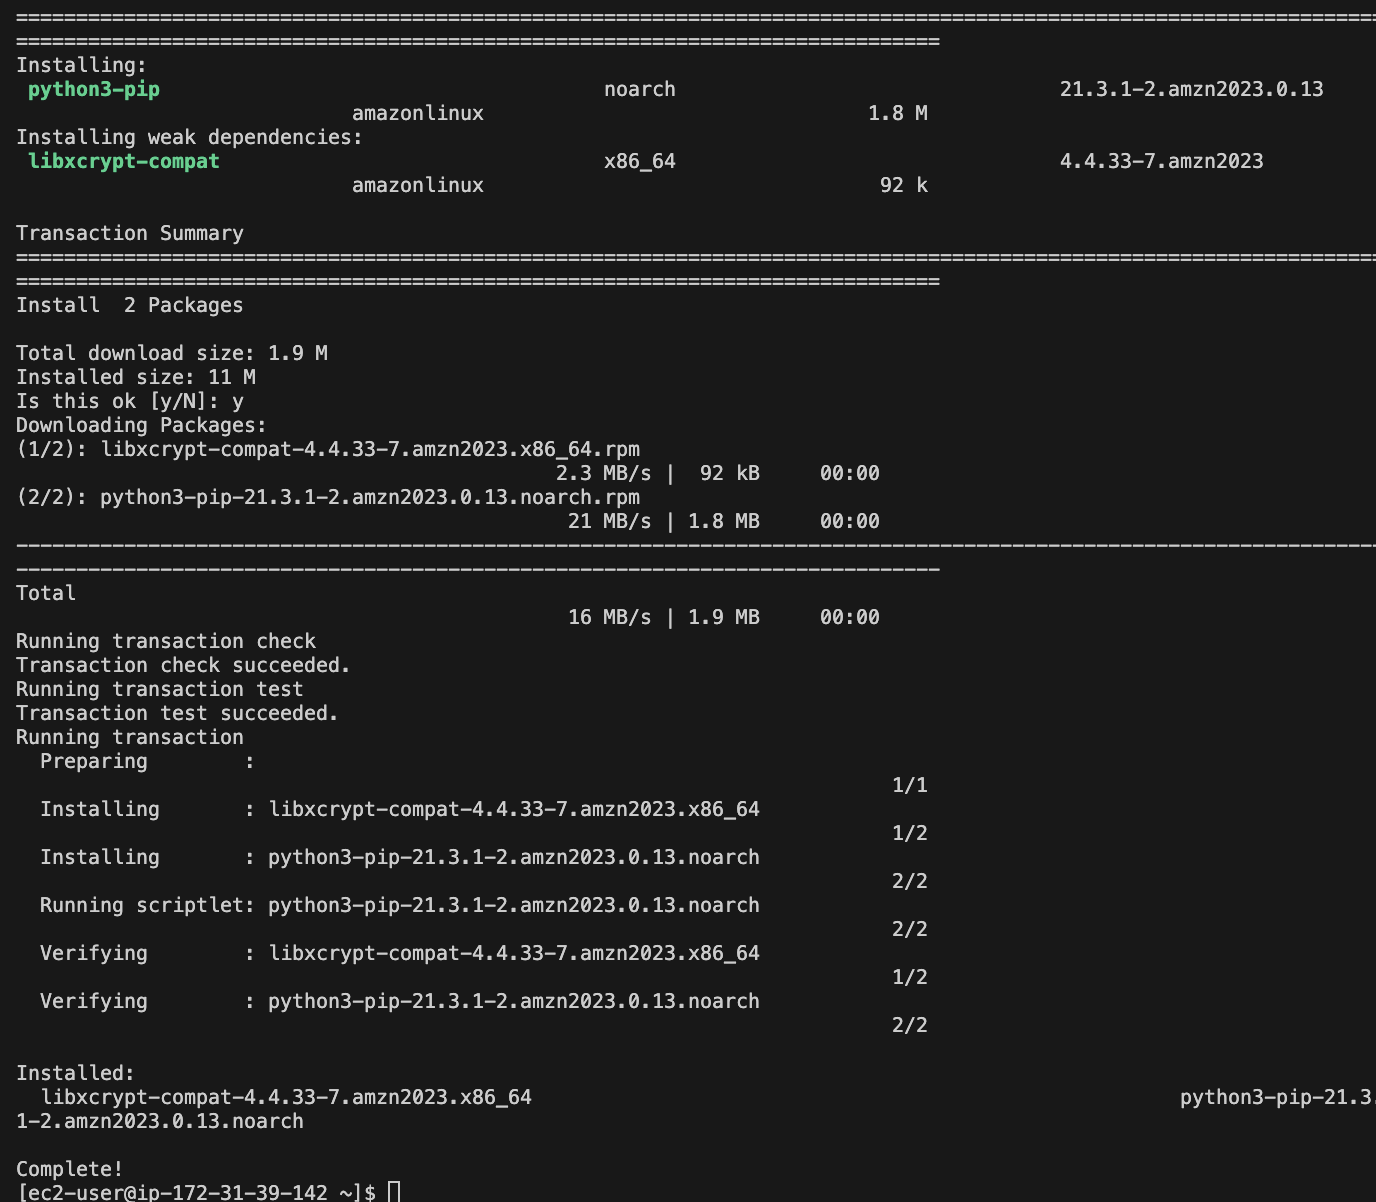 ====================================================================================================================
=============================================================================
Installing:
 python3-pip                                     noarch                                21.3.1-2.amzn2023.0.13
                            amazonlinux                                1.8 M
Installing weak dependencies:
 libxcrypt-compat                                x86_64                                4.4.33-7.amzn2023
                            amazonlinux                                 92 k

Transaction Summary
====================================================================================================================
=============================================================================
Install  2 Packages

Total download size: 1.9 M
Installed size: 11 M
Is this ok [y/N]: y
Downloading Packages:
(1/2): libxcrypt-compat-4.4.33-7.amzn2023.x86_64.rpm
                                             2.3 MB/s |  92 kB     00:00
(2/2): python3-pip-21.3.1-2.amzn2023.0.13.noarch.rpm
                                              21 MB/s | 1.8 MB     00:00
--------------------------------------------------------------------------------------------------------------------
-----------------------------------------------------------------------------
Total
                                              16 MB/s | 1.9 MB     00:00
Running transaction check
Transaction check succeeded.
Running transaction test
Transaction test succeeded.
Running transaction
  Preparing        :
                                                                         1/1
  Installing       : libxcrypt-compat-4.4.33-7.amzn2023.x86_64
                                                                         1/2
  Installing       : python3-pip-21.3.1-2.amzn2023.0.13.noarch
                                                                         2/2
  Running scriptlet: python3-pip-21.3.1-2.amzn2023.0.13.noarch
                                                                         2/2
  Verifying        : libxcrypt-compat-4.4.33-7.amzn2023.x86_64
                                                                         1/2
  Verifying        : python3-pip-21.3.1-2.amzn2023.0.13.noarch
                                                                         2/2

Installed:
  libxcrypt-compat-4.4.33-7.amzn2023.x86_64                                                      python3-pip-21.3.
1-2.amzn2023.0.13.noarch

Complete!
[ec2-user@ip-172-31-39-142 ~]$